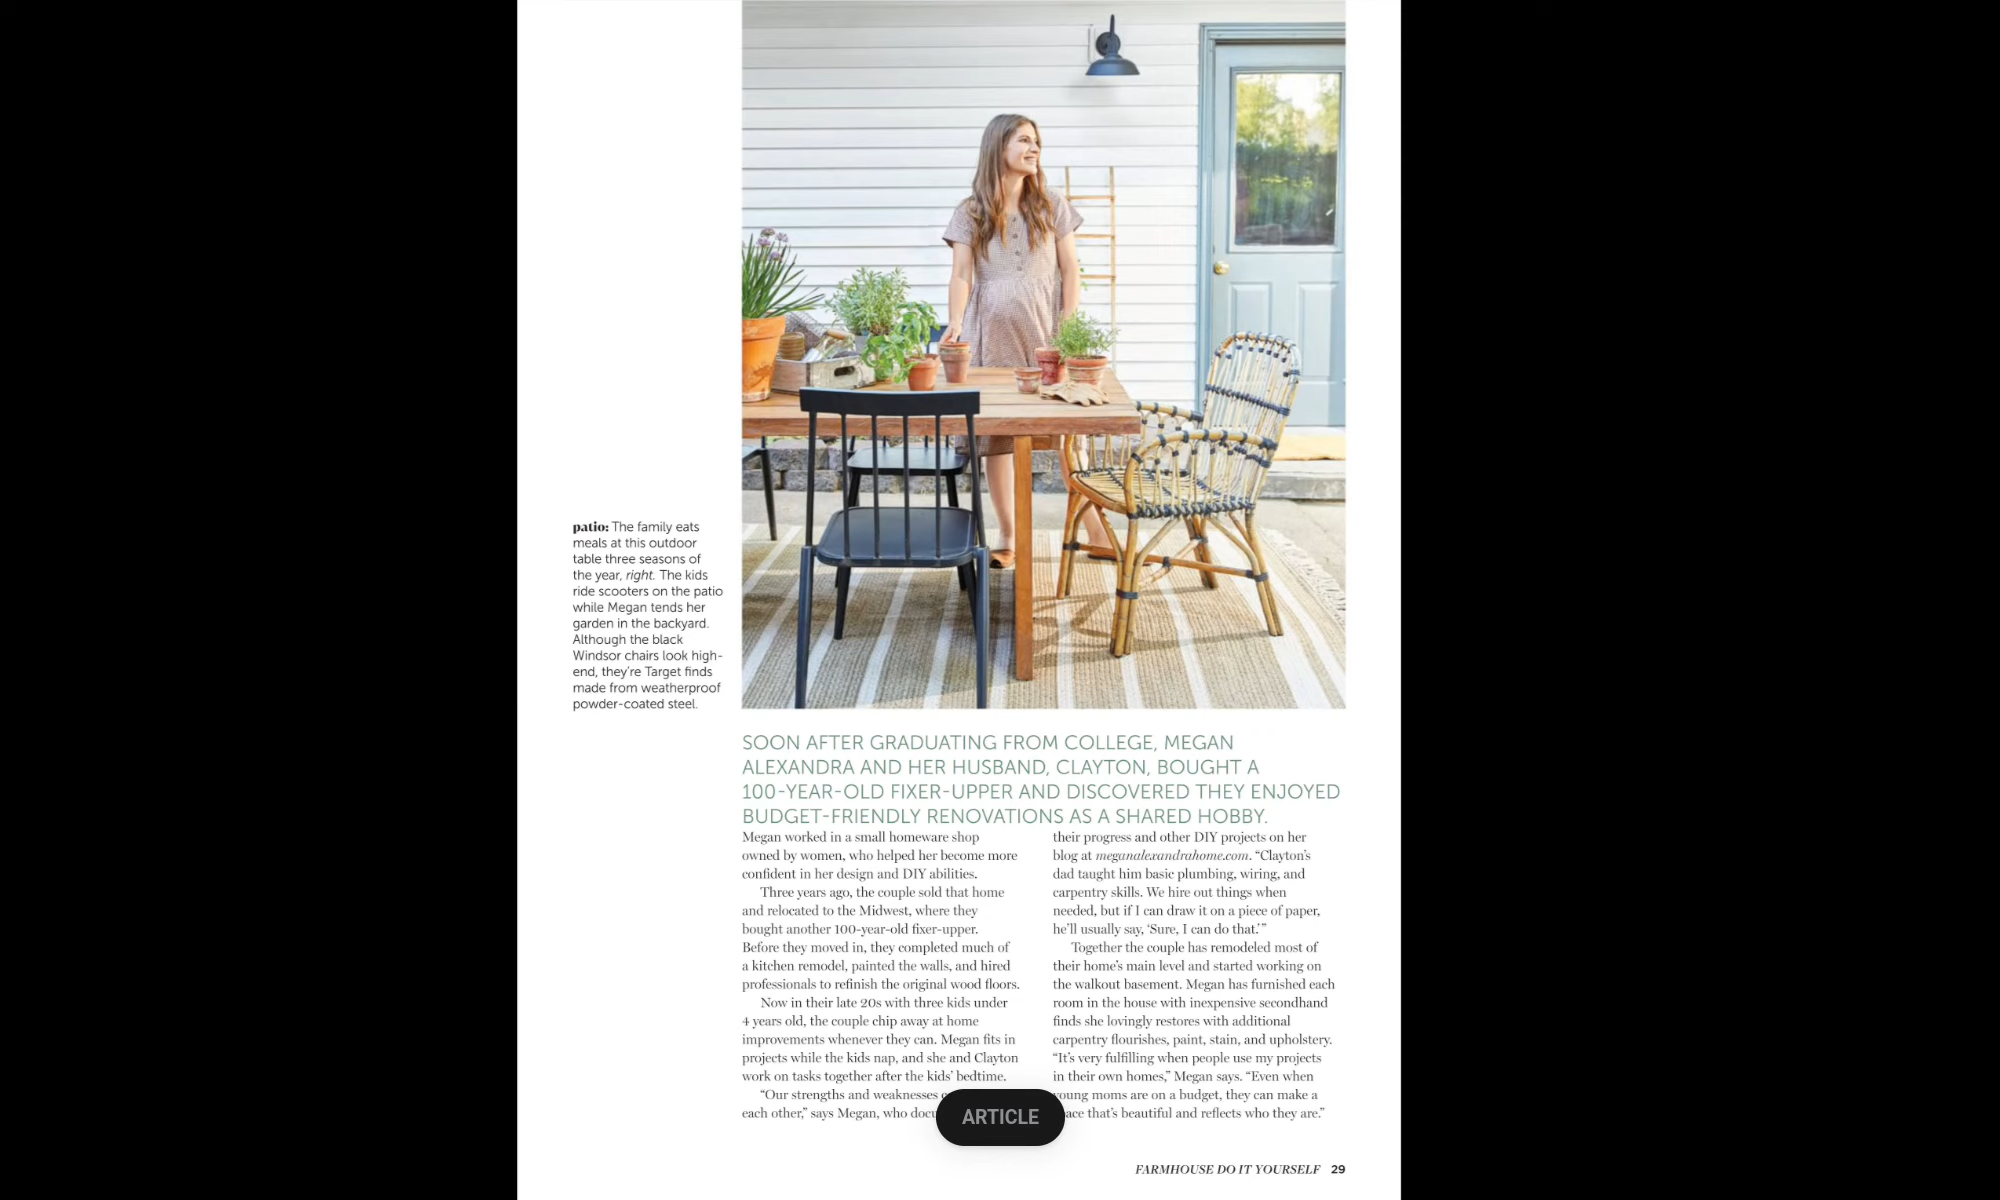 patio: The family eats
meals at this outdoor
table three seasons of
the year, right. The kids
ride scooters on the patio
while Megan tends her
garden in the backyard.
Although the black
Windsor chairs look high-
end, they're Target finds
made from weatherproof
powder-coated steel.
SOON AFTER GRADUATING FROM COLLEGE, MEGAN
ALEXANDRA AND HER HUSBAND, CLAYTON, BOUGHT A
100-YEAR-OLD FIXER-UPPER AND DISCOVERED THEY ENJOYED
BUDGET-FRIENDLY RENOVATIONS AS A SHARED HOBBY.
Megan worked in a small homeware shop
owned by women, who helped her become more
confident in her design and DIY abilities.
Three years ago, the couple sold that home
and relocated to the Midwest, where they
bought another 100-year-old fixer-upper.
Before they moved in, they completed much of
a kitchen remodel, painted the walls, and hired
professionals to refinish the original wood floors.
Now in their late 20s with three kids under
4 years old, the couple chip away at home
improvements whenever they can. Megan fits in
projects while the kids nap, and she and Clayton
work on tasks together after the kids' bedtime.
“Our strengths and weaknesses
each other,” says Megan, who
their progress and other DIY projects on her
blog at meganalexandrahome.com. “Clayton's
dad taught him basic plumbing, wiring, and
carpentry skills. We hire out things when
needed, but if I can draw it on a piece of paper,
he'll usually say, ‘Sure, I can do that.’”
Together the couple has remodeled most of
their home's main level and started working on
the walkout basement. Megan has furnished each
room in the house with inexpensive secondhand
finds she lovingly restores with additional
carpentry flourishes, paint, stain, and upholstery.
“It's very fulfilling when people use my projects
in their own homes,” Megan says. “Even when
young moms are on a budget, they can make a
that's beautiful and reflects who they are.”
ARTICLE
FARMHOUSE DO IT YOURSELF 29